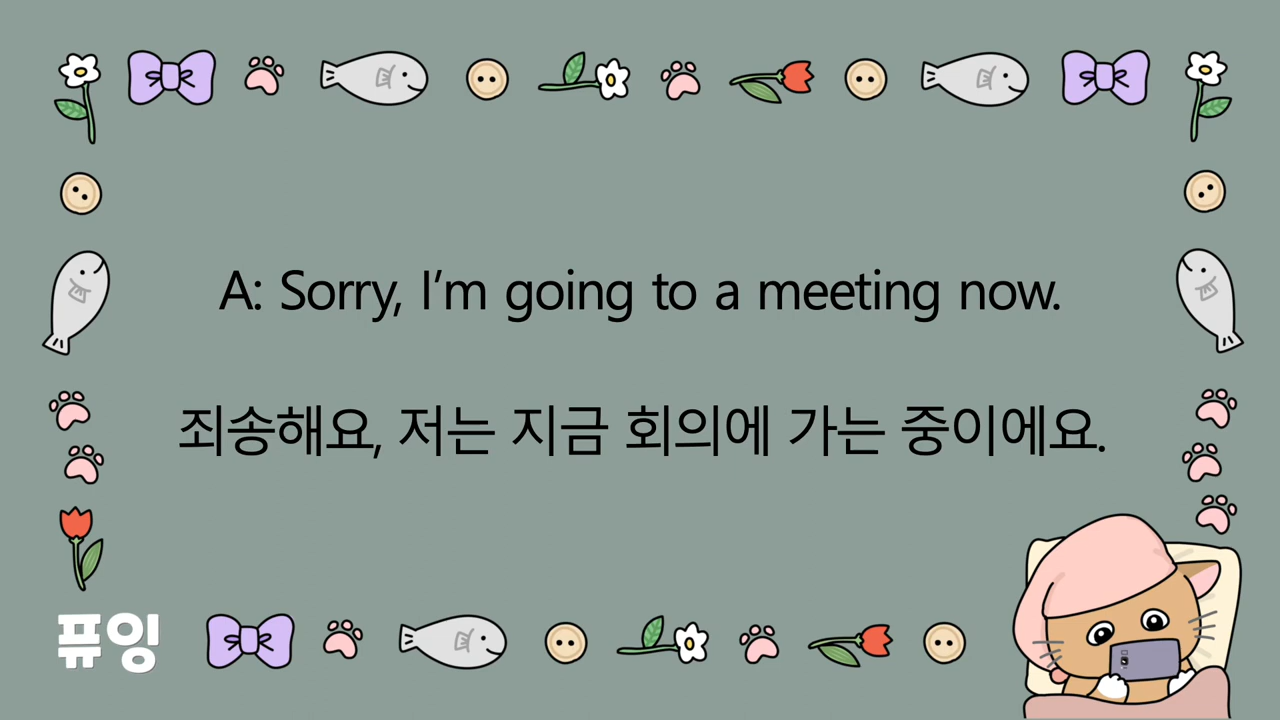 A: Sorry, I’m going to a meeting now.
죄송해요, 저는 지금 회의에 가는 중이에요.
퓨잉